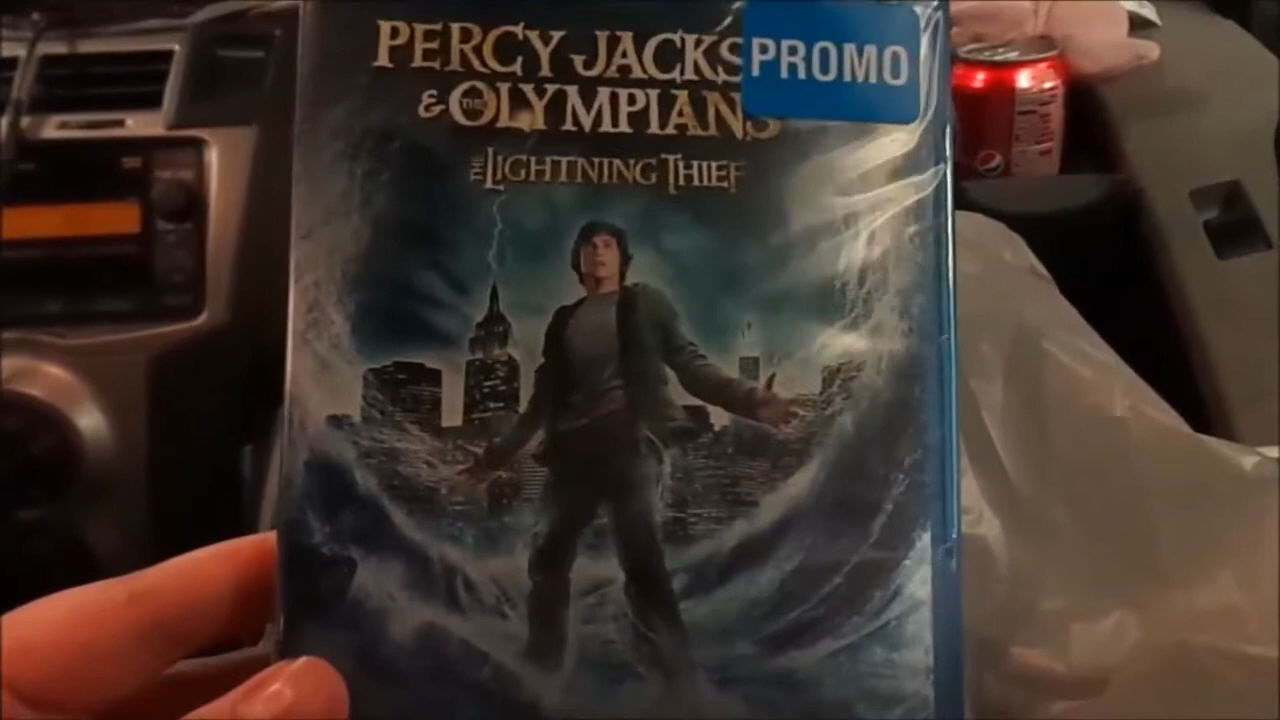 PERCY JACKS
PROMO
& THE OLYMPIANS
THE LIGHTNING THIEF